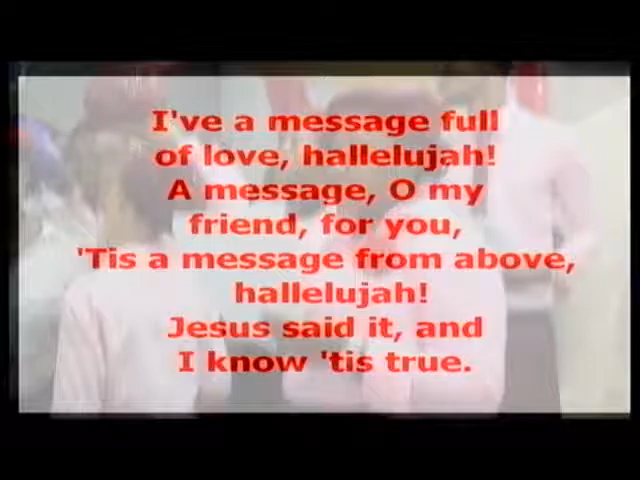 I've a message full
of love, hallelujah!
A message, O my
friend, for you,
'Tis a message from above,
hallelujah!
Jesus said it, and
I know 'tis true.